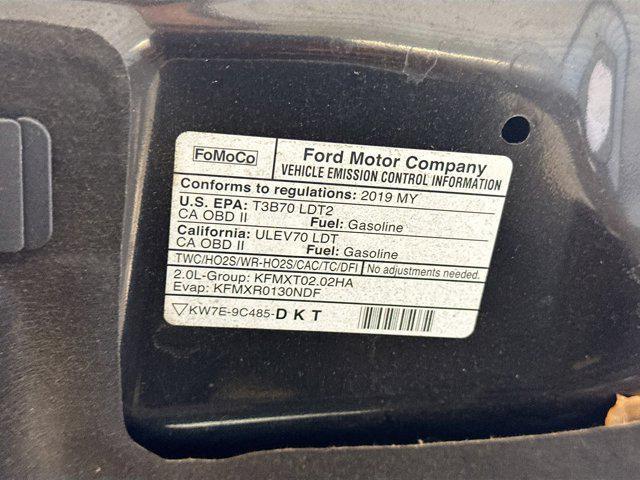 FoMoCo
Ford Motor Company
VEHICLE EMISSION CONTROL INFORMATION
Conforms to regulations: 2019 MY
U.S. EPA: T3B70 LDT2
CA OBD II Fuel: Gasoline
California: ULEV70 LDT
CA OBD II Fuel: Gasoline
TWC/HO2S/WR-HO2S/CAC/TC/DFI No adjustments needed.
2.0L-Group: KFMXT02.02HA
Evap: KFMXR0130NDF
KW7E-9C485-DKT